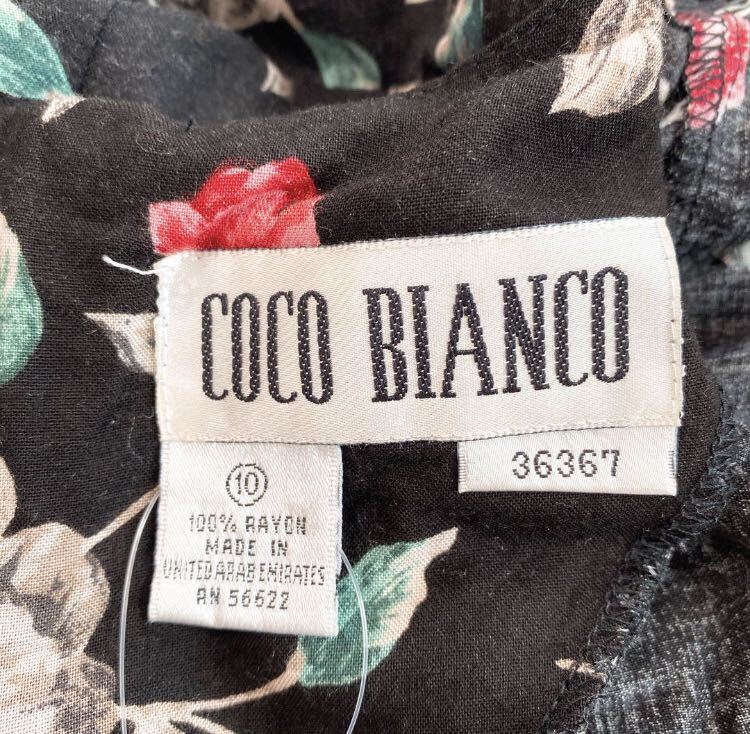 COCO BIANCO
36367
10
100% RAYON
MADE IN
UNITED ARAB EMIRATES
RN 56622